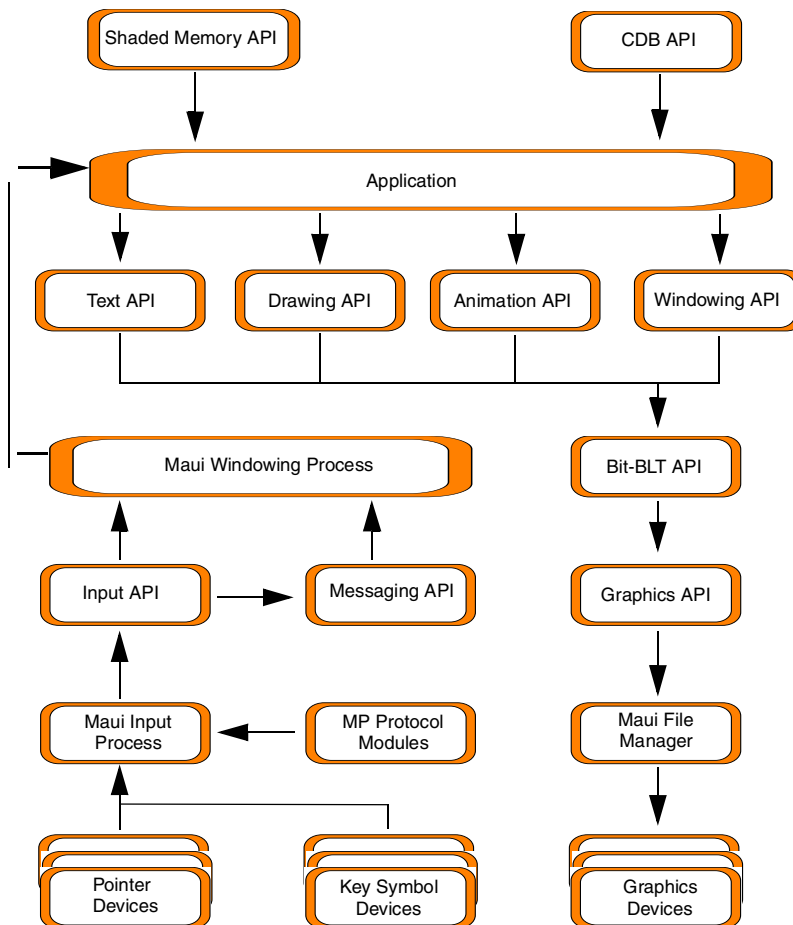 Shaded Memory API
CDB API
Application
Text API
Drawing API
Animation API
Windowing API
Maui Windowing Process
Bit-BLT API
Input API
Messaging API
Graphics API
Maui Input
Process
MP Protocol
Modules
Maui File
Manager
Pointer
Devices
Key Symbol
Devices
Graphics
Devices